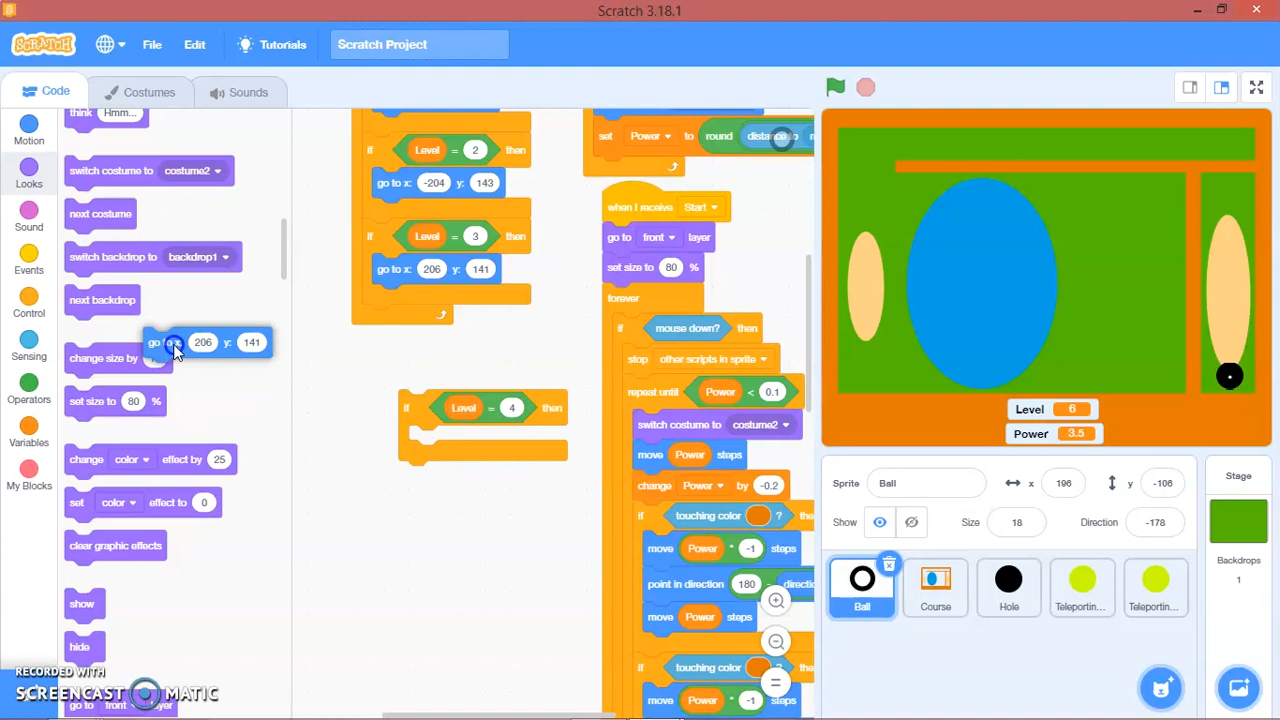 Scratch 3.18.1
SCRATCH File Edit Tutorials Scratch Project
Code Costumes Sounds
Motion
Looks
Sound
Events
Control
Sensing
Operators
Variables
My Blocks
think Hmm...
switch costume to costume2
next costume
switch backdrop to backdrop1
next backdrop
go 206 y: 141
change size by
set size to 80 %
change color effect by 25
set color effect to 0
clear graphic effects
show
hide
go to front layer
if Level = 2 then
go to x: -204 y: 143
if Level = 3 then
go to x: 206 y: 141
if Level = 4 then
set Power to round distance to
when I receive Start
go to front layer
set size to 80 %
forever
if mouse down? then
stop other scripts in sprite
repeat until Power < 0.1
switch costume to costume2
move Power steps
change Power by -0.2
if touching color ?
move Power * -1 steps
point in direction 180 - directi
move Power steps
if touching color ?
move Power * -1 steps
Level 6
Power 3.5
Sprite Ball x 196 y -106
Show Size 18 Direction -178
Ball Course Hole Teleportin... Teleportin...
Stage
Backdrops
1
RECORDED WITH
SCREENCAST MATIC